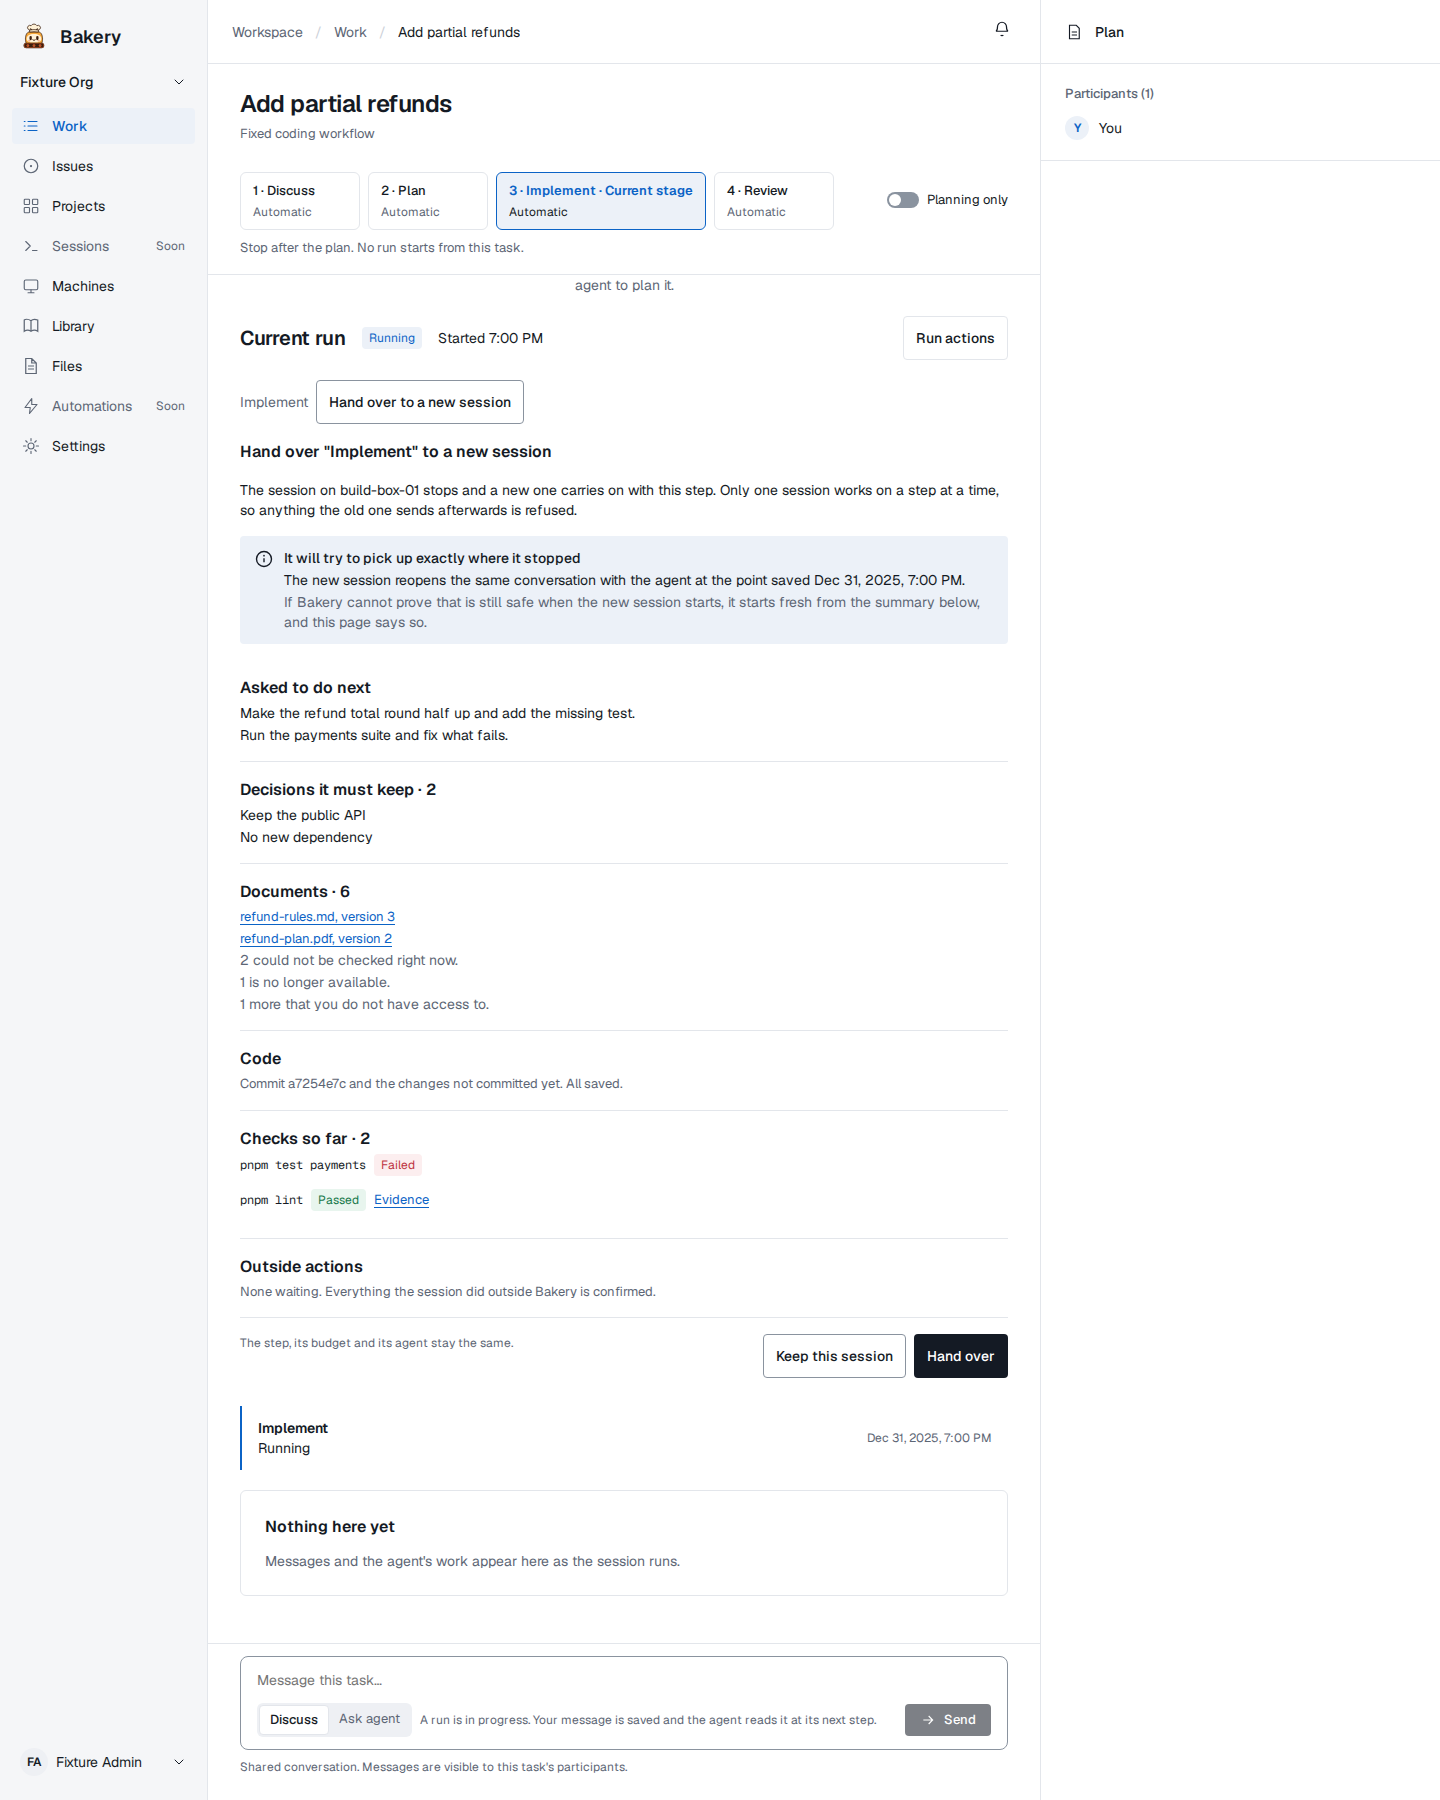 Bakery
Fixture Org
Work
Issues
Projects
Sessions Soon
Machines
Library
Files
Automations Soon
Settings
FA Fixture Admin
Workspace / Work / Add partial refunds
Add partial refunds
Fixed coding workflow
1 · Discuss
Automatic
2 · Plan
Automatic
3 · Implement · Current stage
Automatic
4 · Review
Automatic
Planning only
Stop after the plan. No run starts from this task.
agent to plan it.
Current run Running Started 7:00 PM Run actions
Implement Hand over to a new session
Hand over "Implement" to a new session
The session on build-box-01 stops and a new one carries on with this step. Only one session works on a step at a time,
so anything the old one sends afterwards is refused.
It will try to pick up exactly where it stopped
The new session reopens the same conversation with the agent at the point saved Dec 31, 2025, 7:00 PM.
If Bakery cannot prove that is still safe when the new session starts, it starts fresh from the summary below,
and this page says so.
Asked to do next
Make the refund total round half up and add the missing test.
Run the payments suite and fix what fails.
Decisions it must keep · 2
Keep the public API
No new dependency
Documents · 6
refund-rules.md, version 3
refund-plan.pdf, version 2
2 could not be checked right now.
1 is no longer available.
1 more that you do not have access to.
Code
Commit a7254e7c and the changes not committed yet. All saved.
Checks so far · 2
pnpm test payments Failed
pnpm lint Passed Evidence
Outside actions
None waiting. Everything the session did outside Bakery is confirmed.
The step, its budget and its agent stay the same. Keep this session Hand over
Implement
Running
Dec 31, 2025, 7:00 PM
Nothing here yet
Messages and the agent's work appear here as the session runs.
Message this task...
Discuss Ask agent A run is in progress. Your message is saved and the agent reads it at its next step. Send
Shared conversation. Messages are visible to this task's participants.
Plan
Participants (1)
Y You